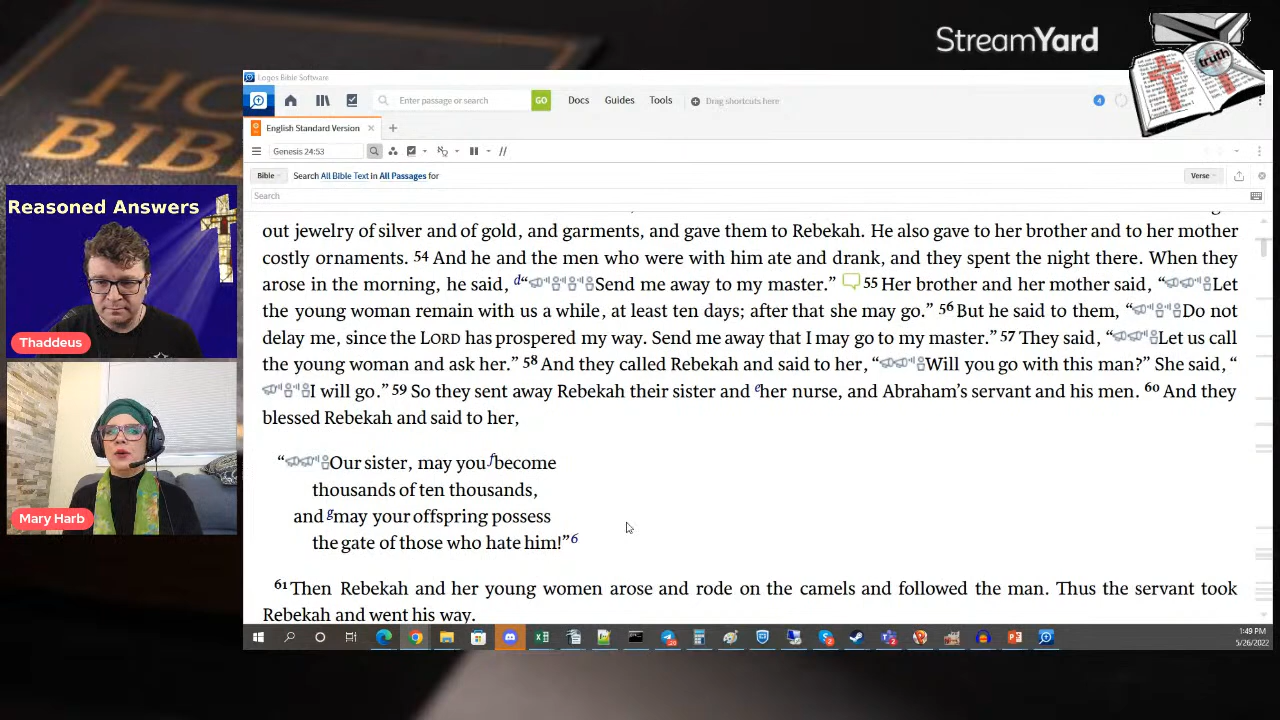 HO
BIB
StreamYard
truth
Logos Bible Software
Enter passage or search
GO
Docs
Guides
Tools
Drag shortcuts here
4
English Standard Version
Genesis 24:53
Bible
Search All Bible Text in All Passages for
Verse
Search
out jewelry of silver and of gold, and garments, and gave them to Rebekah. He also gave to her brother and to her mother
costly ornaments. 54 And he and the men who were with him ate and drank, and they spent the night there. When they
arose in the morning, he said, d“Send me away to my master.” 55 Her brother and her mother said, “Let
the young woman remain with us a while, at least ten days; after that she may go.” 56 But he said to them, “Do not
delay me, since the LORD has prospered my way. Send me away that I may go to my master.” 57 They said, “Let us call
the young woman and ask her.” 58 And they called Rebekah and said to her, “Will you go with this man?” She said, “
I will go.” 59 So they sent away Rebekah their sister and eher nurse, and Abraham’s servant and his men. 60 And they
blessed Rebekah and said to her,
“Our sister, may you fbecome
thousands of ten thousands,
and gmay your offspring possess
the gate of those who hate him!”6
61 Then Rebekah and her young women arose and rode on the camels and followed the man. Thus the servant took
Rebekah and went his way.
1:49 PM
5/26/2022
Reasoned Answers
Thaddeus
Mary Harb